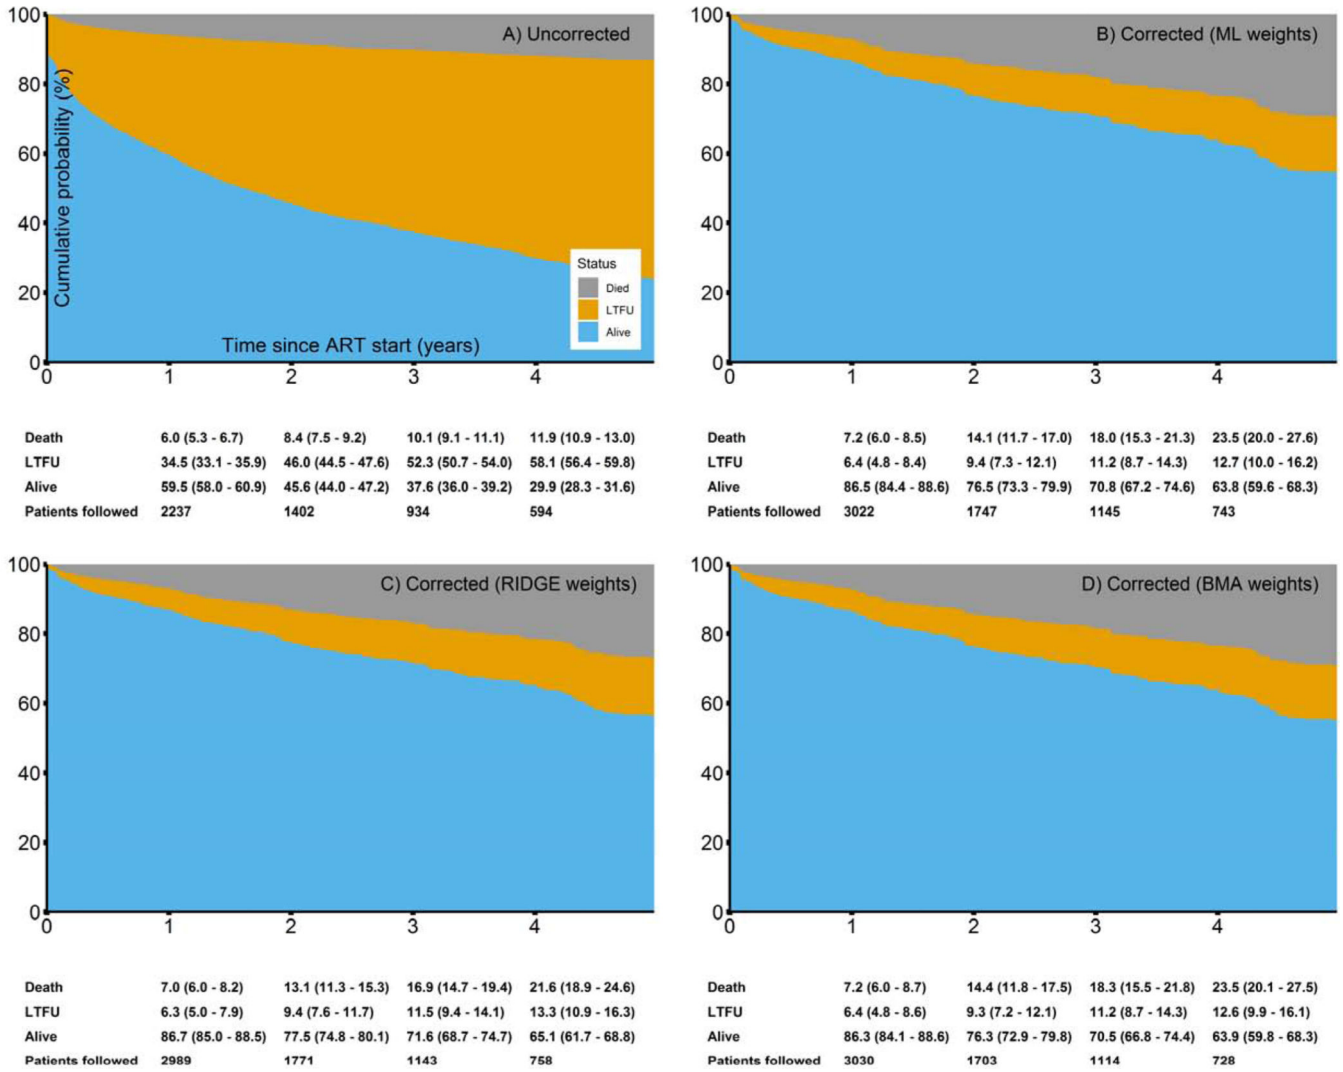 A) Uncorrected
100
80
60
40
20
0
Cumulative probability (%)
Status
Died
LTFU
Alive
Time since ART start (years)
0 1 2 3 4
Death 6.0 (5.3 - 6.7) 8.4 (7.5 - 9.2) 10.1 (9.1 - 11.1) 11.9 (10.9 - 13.0)
LTFU 34.5 (33.1 - 35.9) 46.0 (44.5 - 47.6) 52.3 (50.7 - 54.0) 58.1 (56.4 - 59.8)
Alive 59.5 (58.0 - 60.9) 45.6 (44.0 - 47.2) 37.6 (36.0 - 39.2) 29.9 (28.3 - 31.6)
Patients followed 2237 1402 934 594
B) Corrected (ML weights)
100
80
60
40
20
0
0 1 2 3 4
Death 7.2 (6.0 - 8.5) 14.1 (11.7 - 17.0) 18.0 (15.3 - 21.3) 23.5 (20.0 - 27.6)
LTFU 6.4 (4.8 - 8.4) 9.4 (7.3 - 12.1) 11.2 (8.7 - 14.3) 12.7 (10.0 - 16.2)
Alive 86.5 (84.4 - 88.6) 76.5 (73.3 - 79.9) 70.8 (67.2 - 74.6) 63.8 (59.6 - 68.3)
Patients followed 3022 1747 1145 743
C) Corrected (RIDGE weights)
100
80
60
40
20
0
0 1 2 3 4
Death 7.0 (6.0 - 8.2) 13.1 (11.3 - 15.3) 16.9 (14.7 - 19.4) 21.6 (18.9 - 24.6)
LTFU 6.3 (5.0 - 7.9) 9.4 (7.6 - 11.7) 11.5 (9.4 - 14.1) 13.3 (10.9 - 16.3)
Alive 86.7 (85.0 - 88.5) 77.5 (74.8 - 80.1) 71.6 (68.7 - 74.7) 65.1 (61.7 - 68.8)
Patients followed 2989 1771 1143 758
D) Corrected (BMA weights)
100
80
60
40
20
0
0 1 2 3 4
Death 7.2 (6.0 - 8.7) 14.4 (11.8 - 17.5) 18.3 (15.5 - 21.8) 23.5 (20.1 - 27.5)
LTFU 6.4 (4.8 - 8.6) 9.3 (7.2 - 12.1) 11.2 (8.7 - 14.3) 12.6 (9.9 - 16.1)
Alive 86.3 (84.1 - 88.6) 76.3 (72.9 - 79.8) 70.5 (66.8 - 74.4) 63.9 (59.8 - 68.3)
Patients followed 3030 1703 1114 728